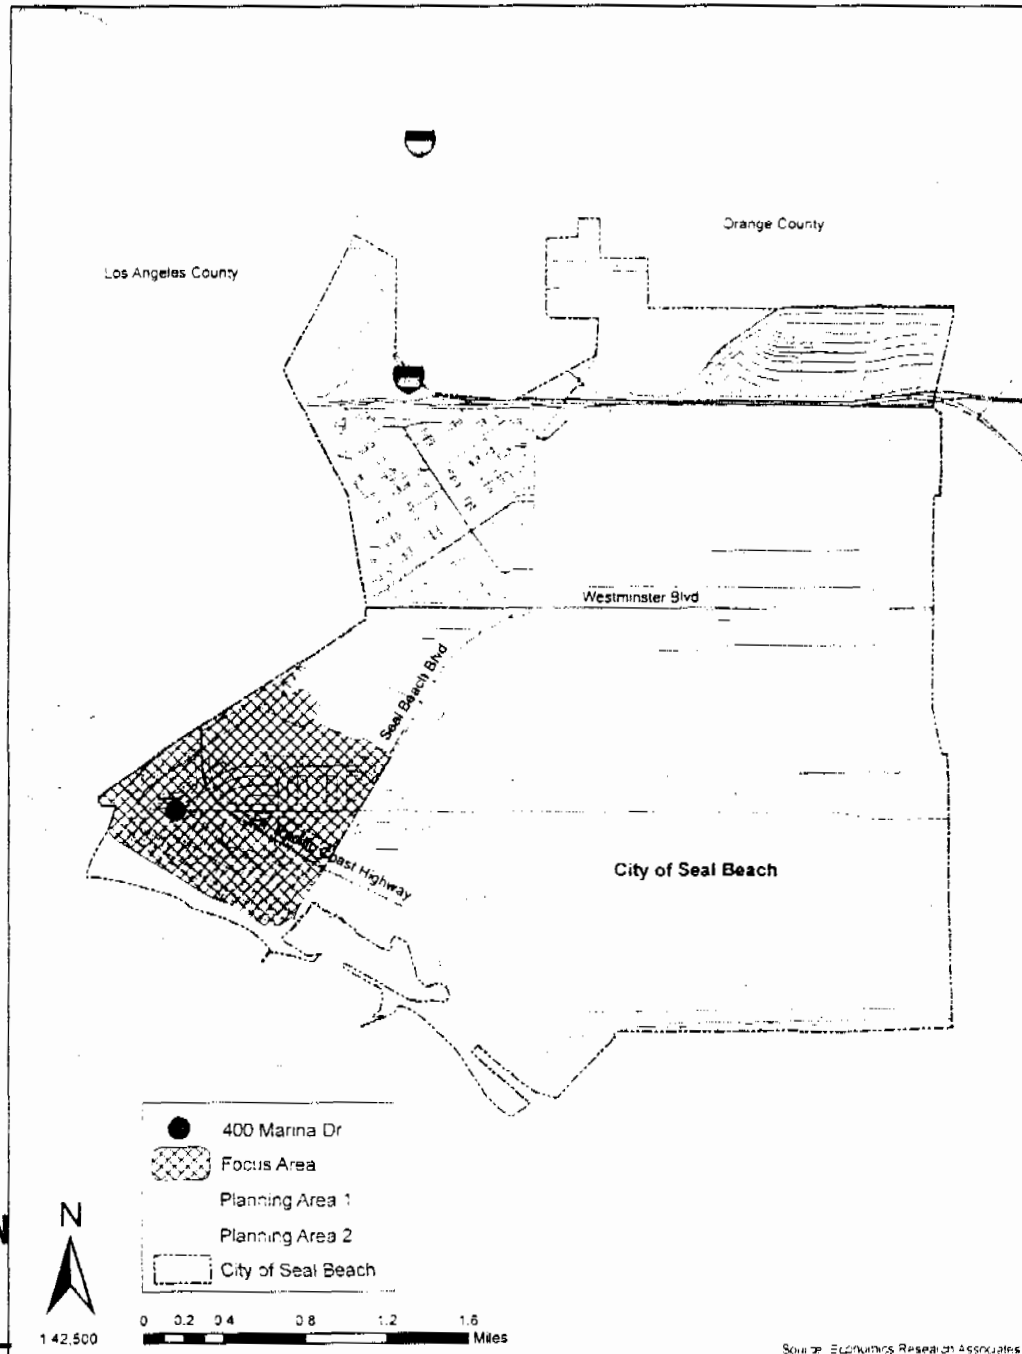 Orange County
Los Angeles County
Westminster Blvd
Seal Beach Blvd
Pacific Coast Highway
City of Seal Beach
400 Marina Dr
Focus Area
Planning Area 1
Planning Area 2
City of Seal Beach
N
N
1:42,500
0 0.2 0.4 0.8 1.2 1.6
Miles
Source: Economics Research Associates